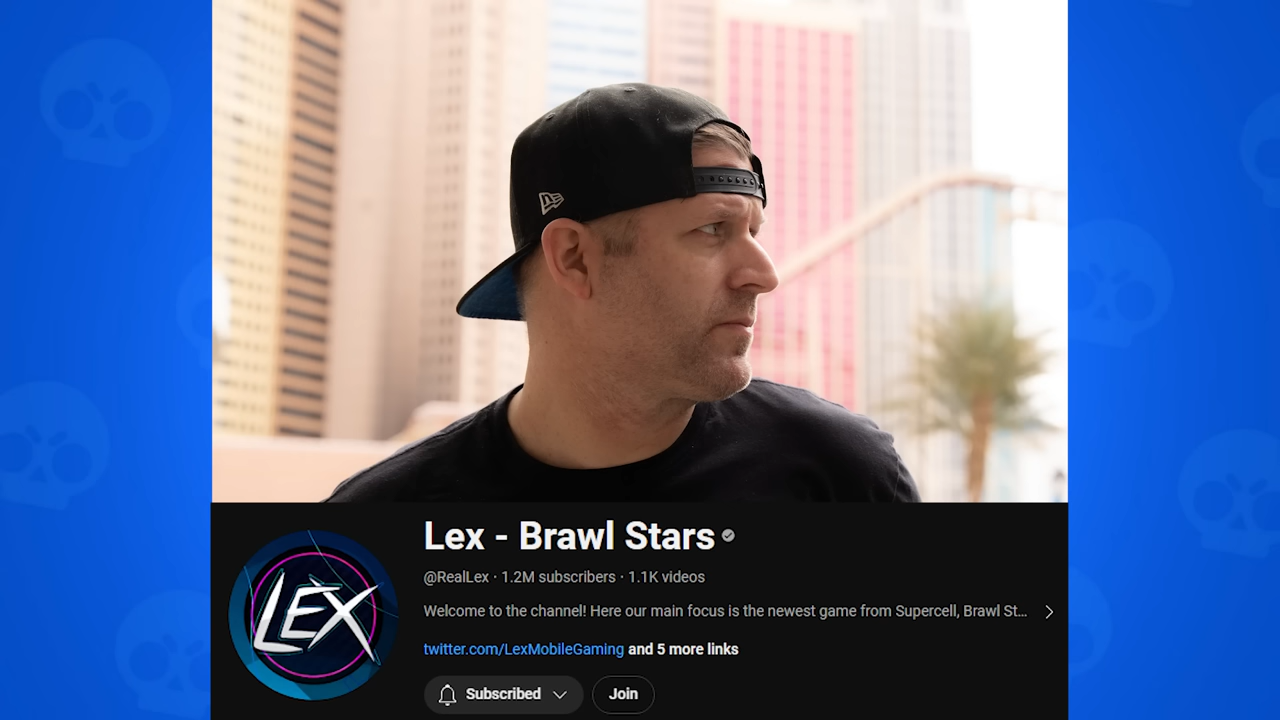 Lex - Brawl Stars
@RealLex · 1.2M subscribers · 1.1K videos
Welcome to the channel! Here our main focus is the newest game from Supercell, Brawl St...
twitter.com/LexMobileGaming and 5 more links
LEX
Subscribed
Join